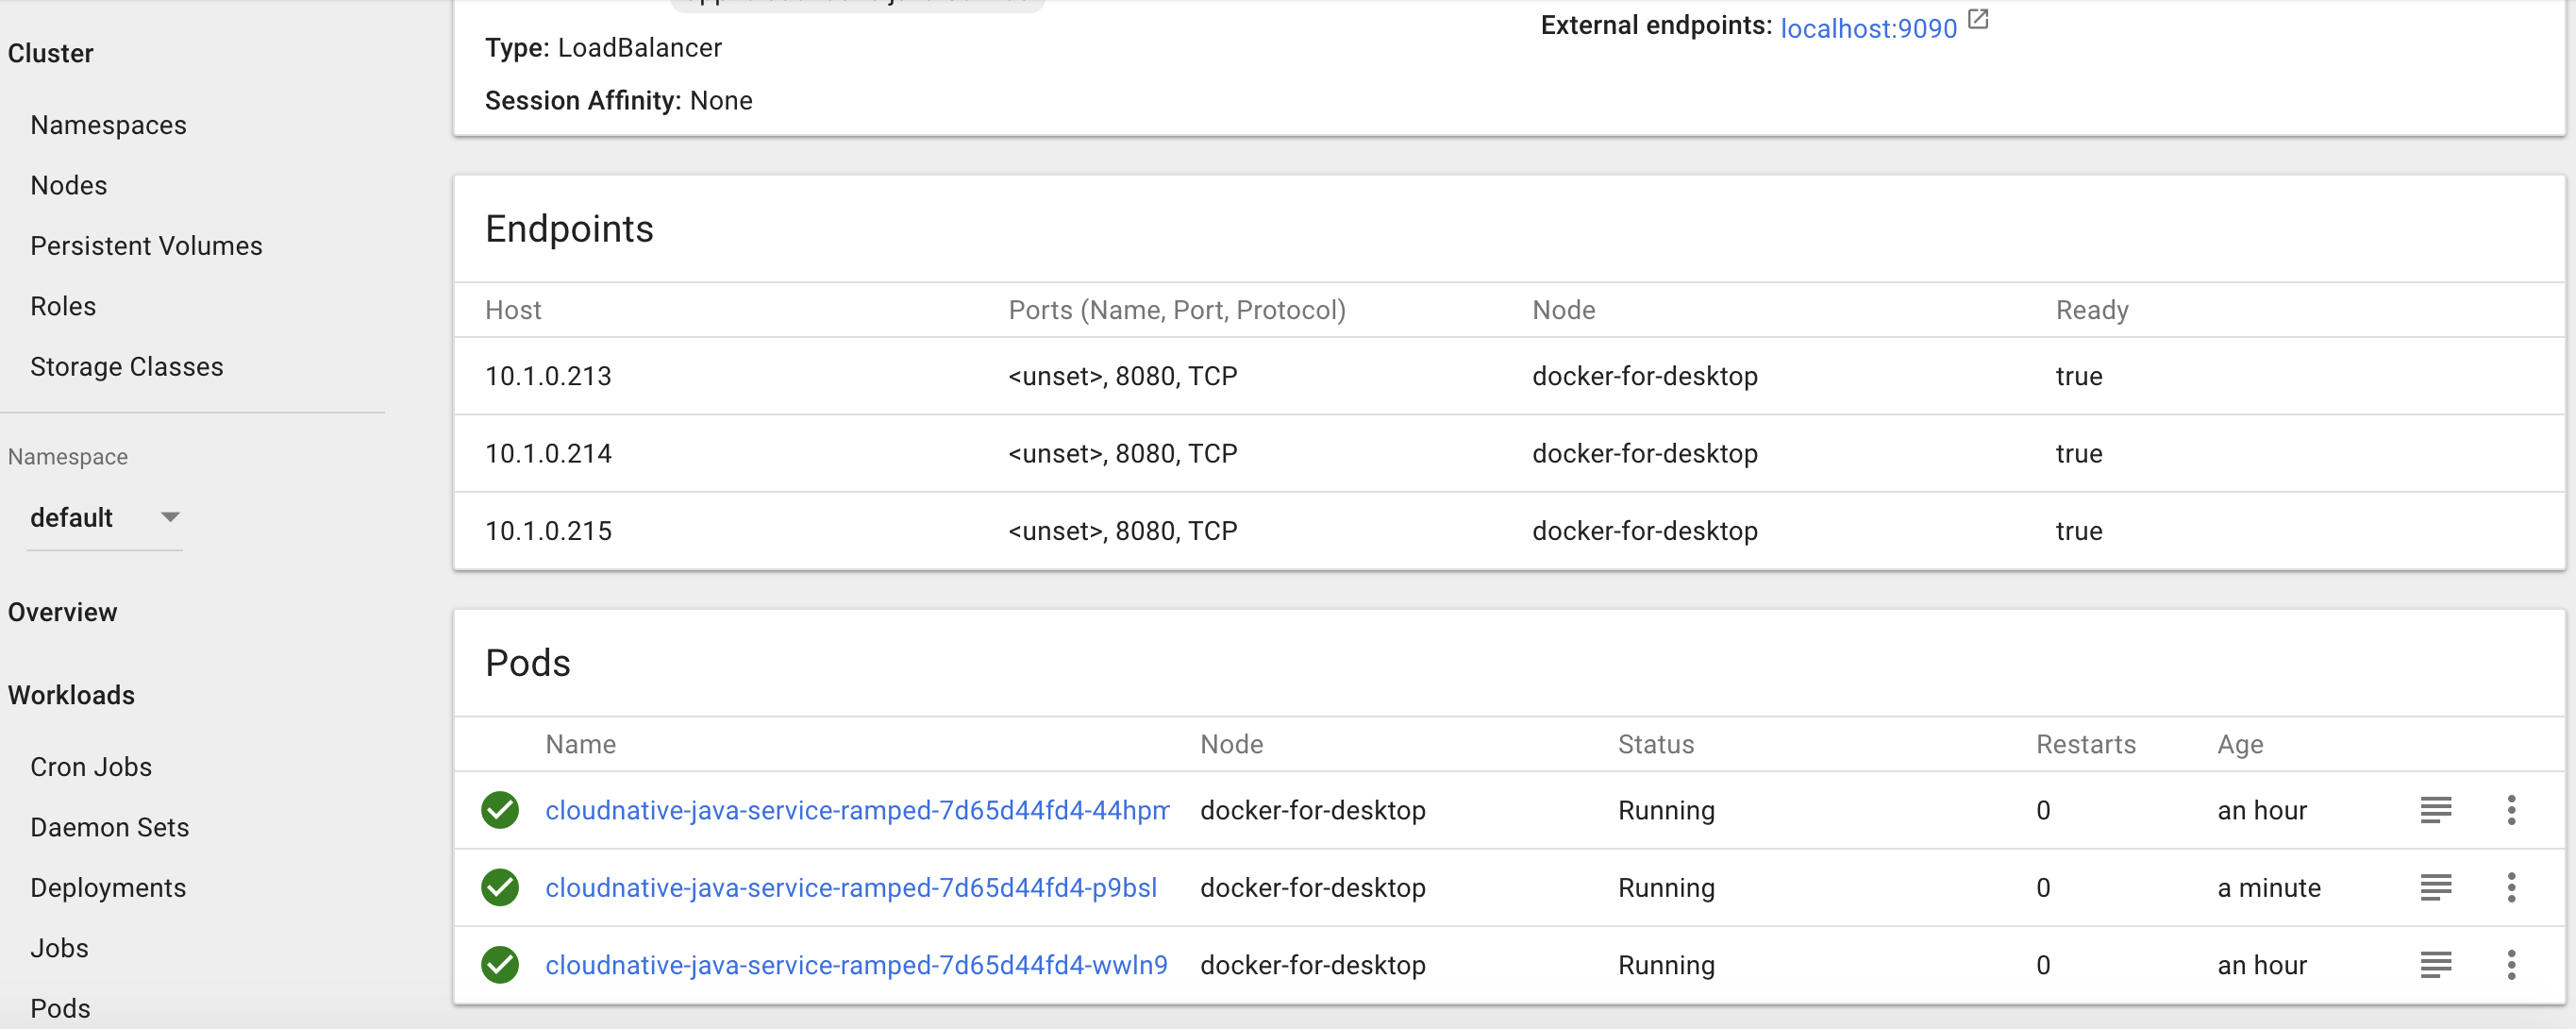 Cluster
Namespaces
Nodes
Persistent Volumes
Roles
Storage Classes
Namespace
default
Overview
Workloads
Cron Jobs
Daemon Sets
Deployments
Jobs
Pods
Type: LoadBalancer
Session Affinity: None
External endpoints: localhost:9090
Endpoints
Host Ports (Name, Port, Protocol) Node Ready
10.1.0.213 <unset>, 8080, TCP docker-for-desktop true
10.1.0.214 <unset>, 8080, TCP docker-for-desktop true
10.1.0.215 <unset>, 8080, TCP docker-for-desktop true
Pods
Name Node Status Restarts Age
cloudnative-java-service-ramped-7d65d44fd4-44hpm docker-for-desktop Running 0 an hour
cloudnative-java-service-ramped-7d65d44fd4-p9bsl docker-for-desktop Running 0 a minute
cloudnative-java-service-ramped-7d65d44fd4-wwln9 docker-for-desktop Running 0 an hour